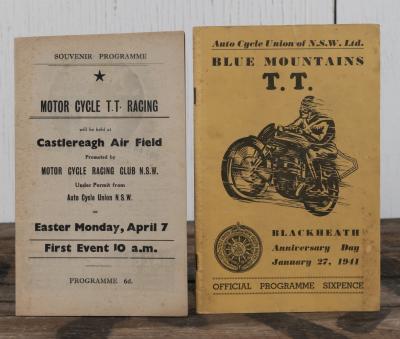 SOUVENIR PROGRAMME
MOTOR CYCLE T.T. RACING
will be held at
Castlereagh Air Field
Promoted by
MOTOR CYCLE RACING CLUB N.S.W.
Under Permit from
Auto Cycle Union N.S.W.
on
Easter Monday, April 7
First Event 10 a.m.
PROGRAMME 6d.
Auto Cycle Union of N.S.W. Ltd.
BLUE MOUNTAINS
T.T.
BLACKHEATH
Anniversary Day
January 27, 1941
OFFICIAL PROGRAMME SIXPENCE